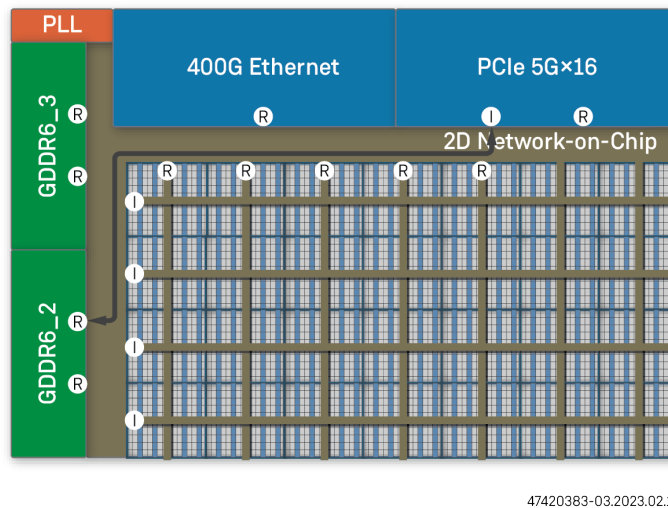 PLL
400G Ethernet
PCIe 5G×16
GDDR6_3
R
R
I
R
R
2D Network-on-Chip
R
R
R
R
R
I
I
GDDR6_2
R
I
R
I
47420383-03.2023.02.